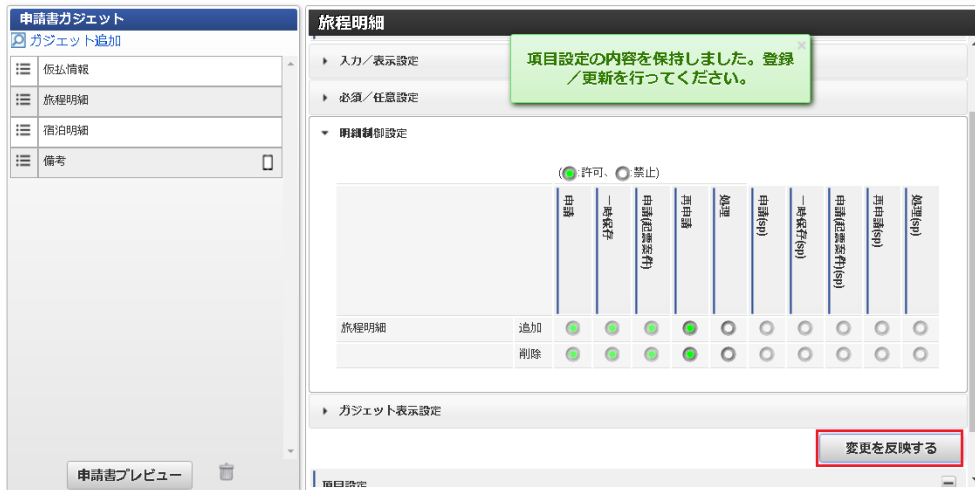 申請書ガジェット
ガジェット追加
仮払情報
旅程明細
宿泊明細
備考
申請書プレビュー
旅程明細
項目設定の内容を保持しました。登録
／更新を行ってください。
入力／表示設定
必須／任意設定
明細制御設定
(●:許可、○:禁止)
申請
一時保存
申請(起票案件)
再申請
処理
申請(sp)
一時保存(sp)
申請(起票案件)(sp)
再申請(sp)
処理(sp)
旅程明細 追加
削除
ガジェット表示設定
変更を反映する
項目設定